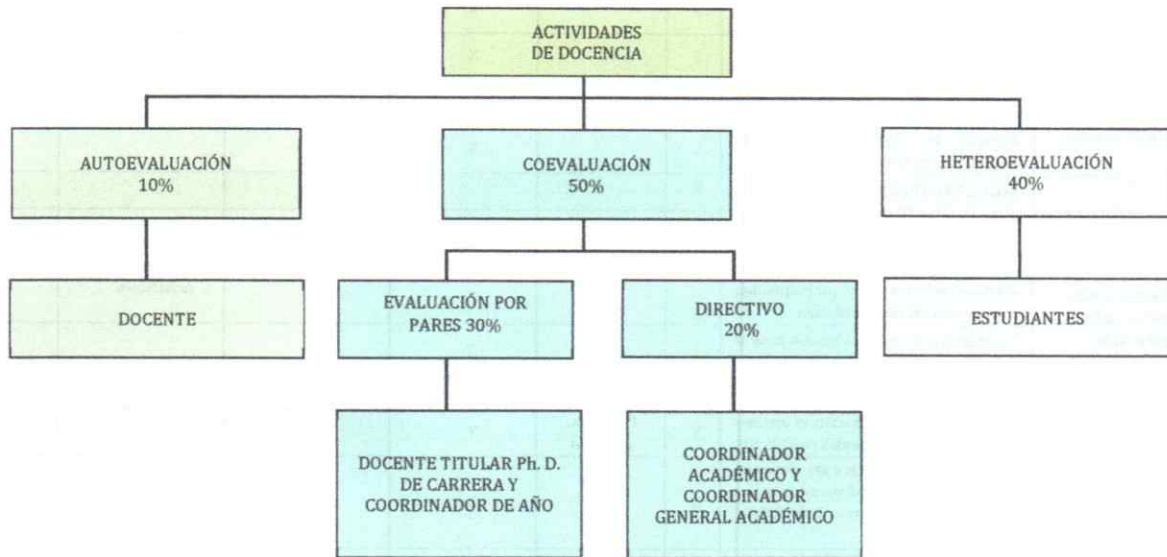 ACTIVIDADES
DE DOCENCIA
AUTOEVALUACIÓN
10%
COEVALUACIÓN
50%
HETEROEVALUACIÓN
40%
DOCENTE
EVALUACIÓN POR
PARES 30%
DIRECTIVO
20%
ESTUDIANTES
DOCENTE TITULAR Ph. D.
DE CARRERA Y
COORDINADOR DE AÑO
COORDINADOR
ACADÉMICO Y
COORDINADOR
GENERAL ACADÉMICO